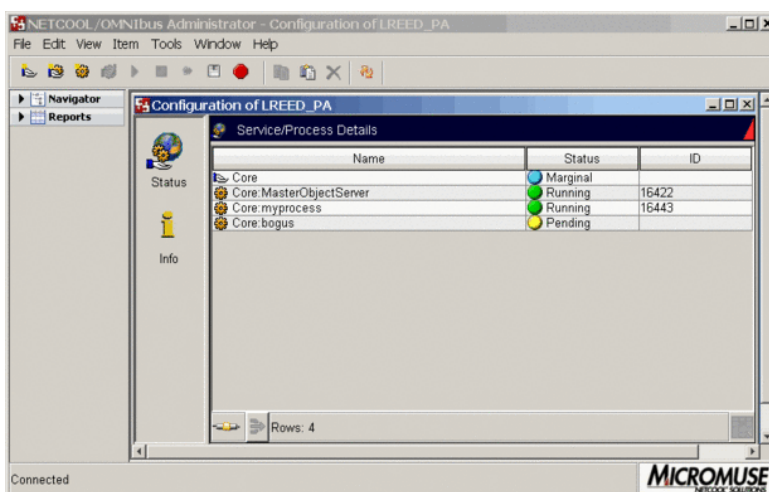 NETCOOL/OMNIbus Administrator - Configuration of LREED_PA
File Edit View Item Tools Window Help
Navigator
Reports
Configuration of LREED_PA
Status
Info
Service/Process Details
Name Status ID
Core Marginal
Core:MasterObjectServer Running 16422
Core:myprocess Running 16443
Core:bogus Pending
Rows: 4
Connected
MICROMUSE
NETCOOL SOLUTIONS